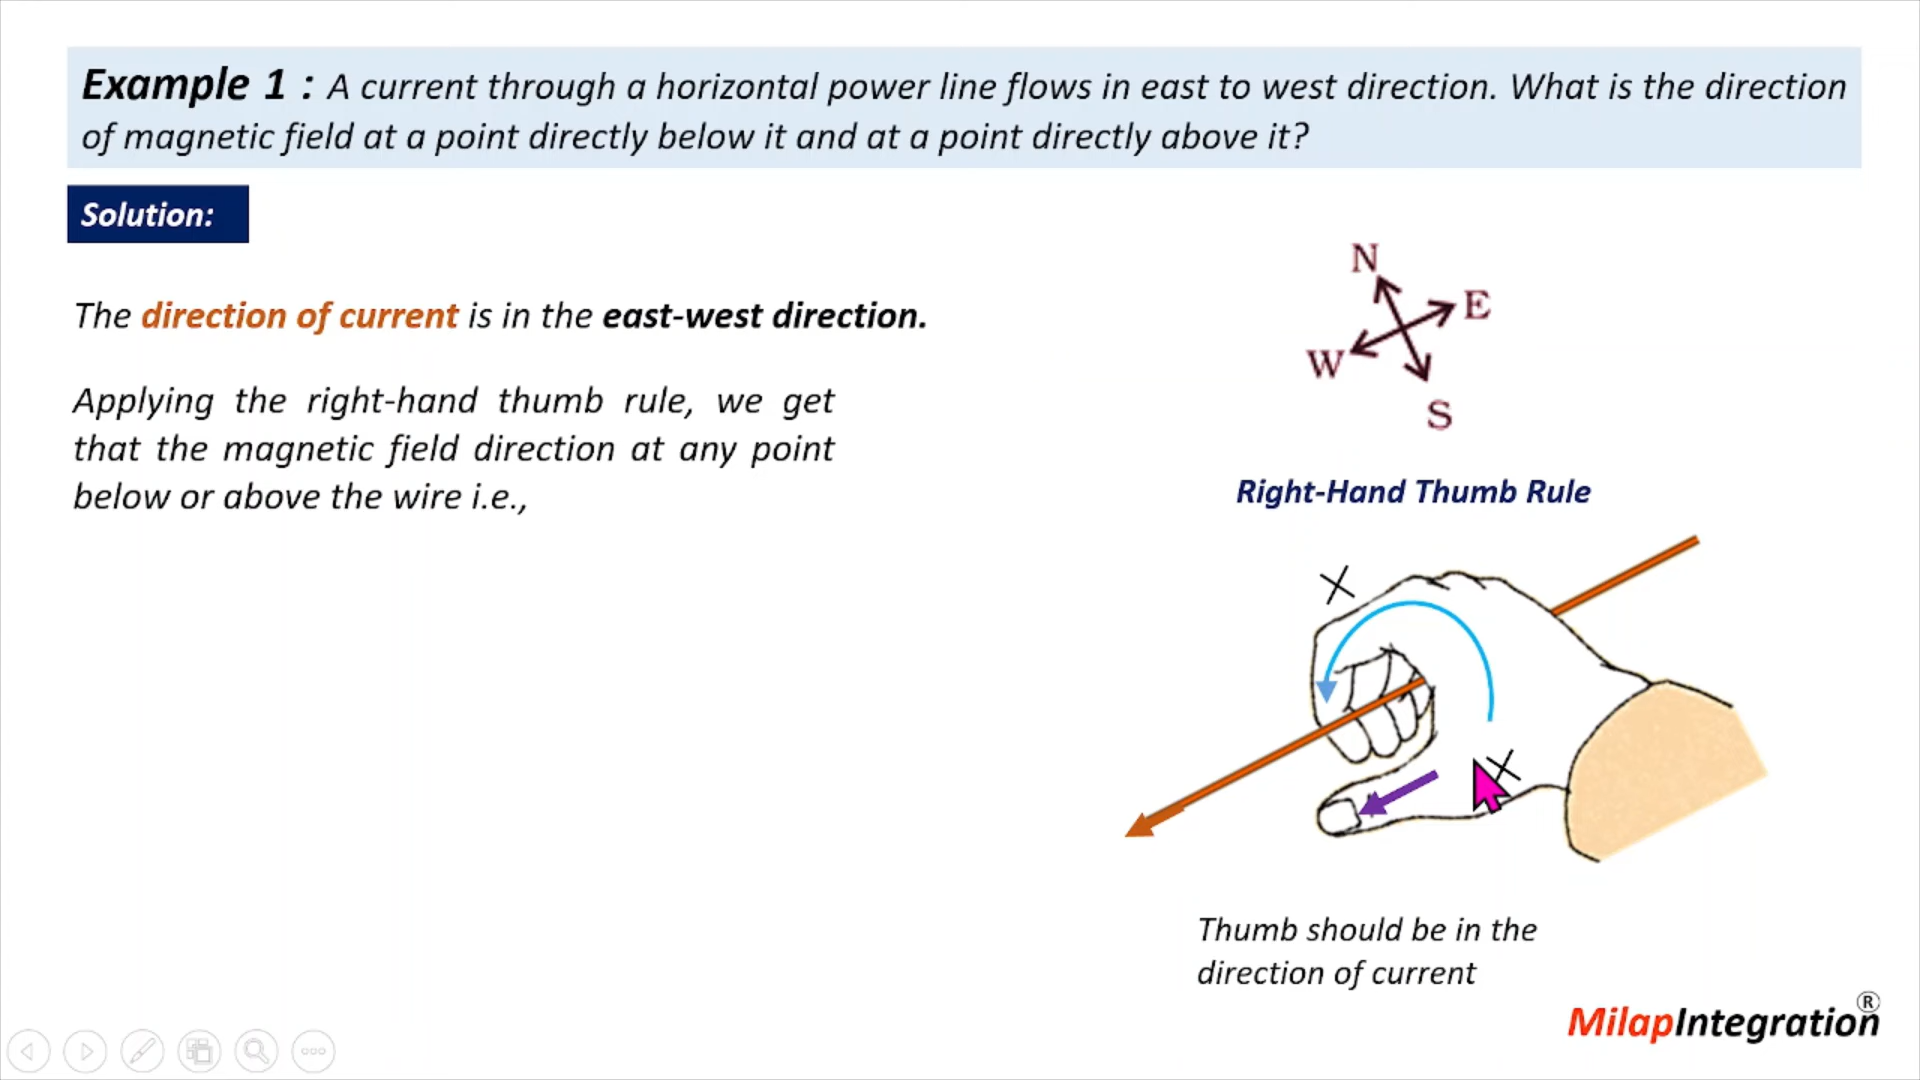 Example 1 : A current through a horizontal power line flows in east to west direction. What is the direction
of magnetic field at a point directly below it and at a point directly above it?
Solution:
The direction of current is in the east-west direction.
Applying the right-hand thumb rule, we get
that the magnetic field direction at any point
below or above the wire i.e.,
N
E
W
S
Right-Hand Thumb Rule
Thumb should be in the
direction of current
MilapIntegration®